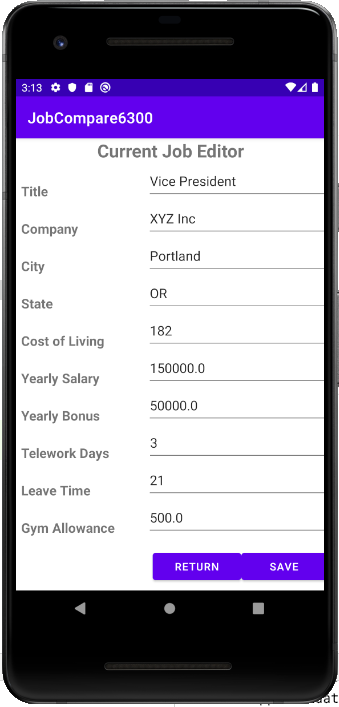 3:13
JobCompare6300
Current Job Editor
Title Vice President
Company XYZ Inc
City Portland
State OR
Cost of Living 182
Yearly Salary 150000.0
Yearly Bonus 50000.0
Telework Days 3
Leave Time 21
Gym Allowance 500.0
RETURN SAVE